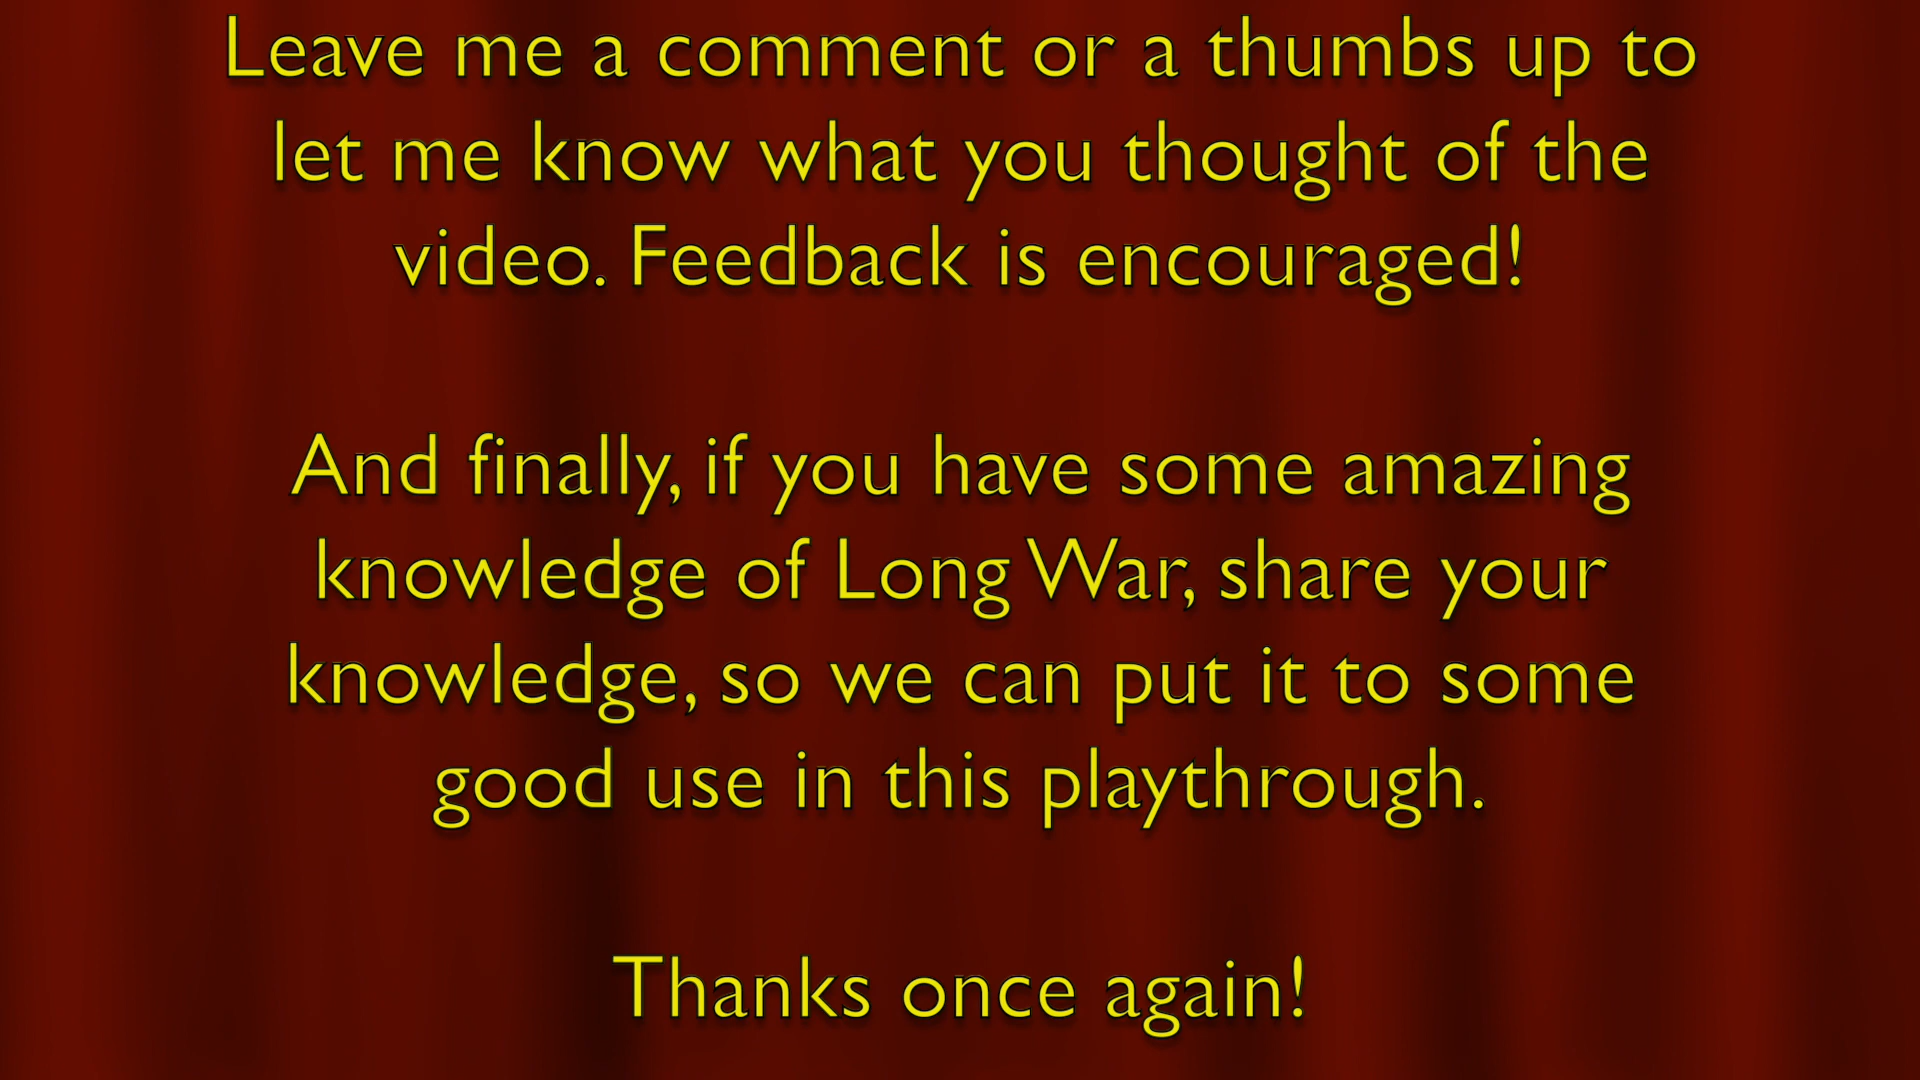 Leave me a comment or a thumbs up to
let me know what you thought of the
video. Feedback is encouraged!
And finally, if you have some amazing
knowledge of Long War, share your
knowledge, so we can put it to some
good use in this playthrough.
Thanks once again!